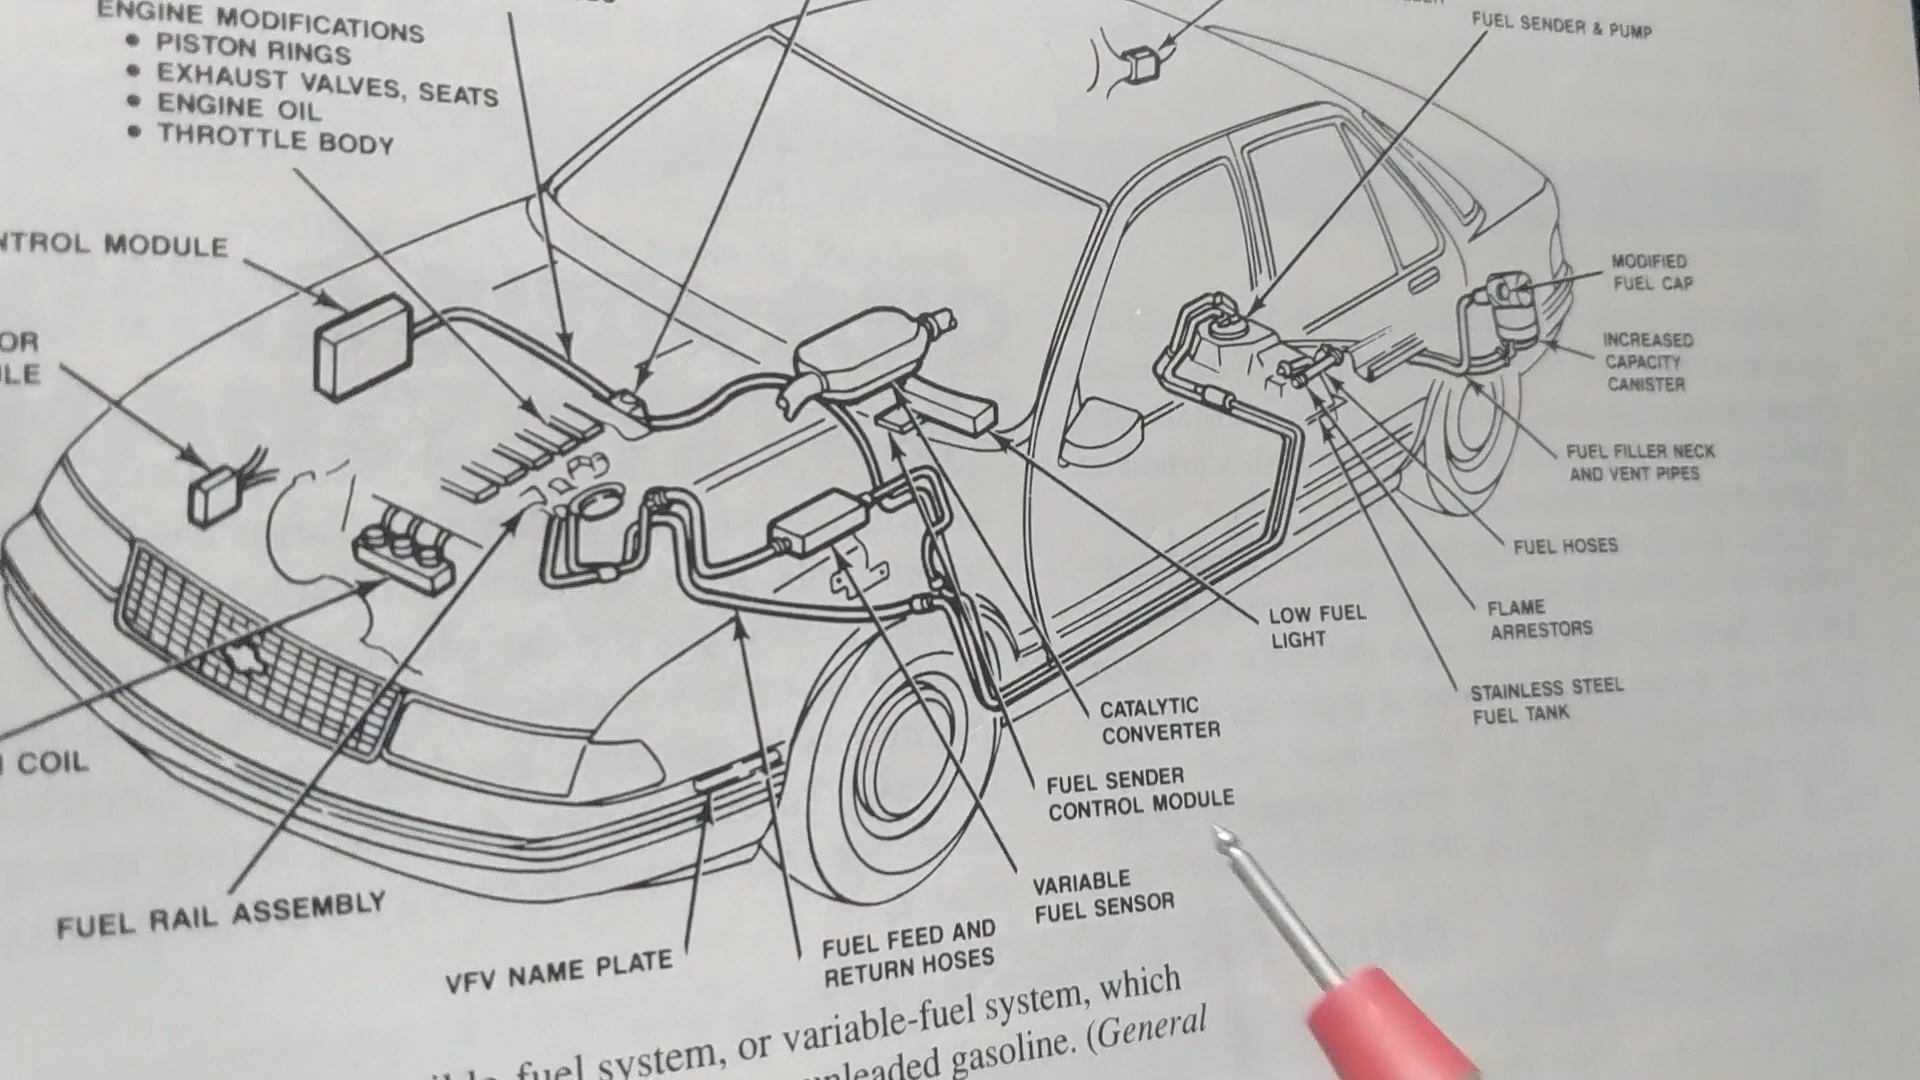 FUEL SENDER & PUMP
ENGINE MODIFICATIONS
• PISTON RINGS
• EXHAUST VALVES, SEATS
• ENGINE OIL
• THROTTLE BODY
NTROL MODULE
OR
LE
MODIFIED
FUEL CAP
INCREASED
CAPACITY
CANISTER
FUEL FILLER NECK
AND VENT PIPES
FUEL HOSES
FLAME
ARRESTORS
LOW FUEL
LIGHT
STAINLESS STEEL
FUEL TANK
CATALYTIC
CONVERTER
COIL
FUEL SENDER
CONTROL MODULE
VARIABLE
FUEL SENSOR
FUEL RAIL ASSEMBLY
VFV NAME PLATE
FUEL FEED AND
RETURN HOSES
fuel system, or variable-fuel system, which
unleaded gasoline. (General